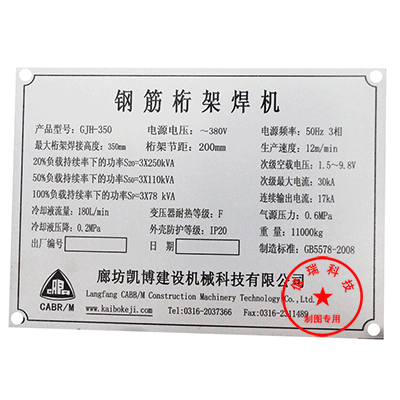 钢筋桁架焊机
产品型号：GJH-350 电源电压：～380V 电源频率：50Hz 3相
最大桁架焊接高度：350mm 桁架节距：200mm 生产速度：12m/min
20%负载持续率下的功率S20=3X250kVA 次级空载电压：1.5～9.8V
50%负载持续率下的功率S50=3X110kVA 次级最大电流：30kA
100%负载持续率下的功率SP=3X78 kVA 连续输出电流：17kA
冷却液流量：180L/min 变压器耐热等级：F 气源压力：0.6MPa
冷却液压降：0.2MPa 外壳防护等级：IP20 重量：11000kg
出厂编号 日期 制造标准：GB5578-2008
廊坊凯博建设机械科技有限公司
Langfang CABR/M Construction Machinery Technology Co.,Ltd.
CABR/M
www.kaibokeji.com Tel:0316-2037366 Fax:0316-2311489
瑞科技
制图专用